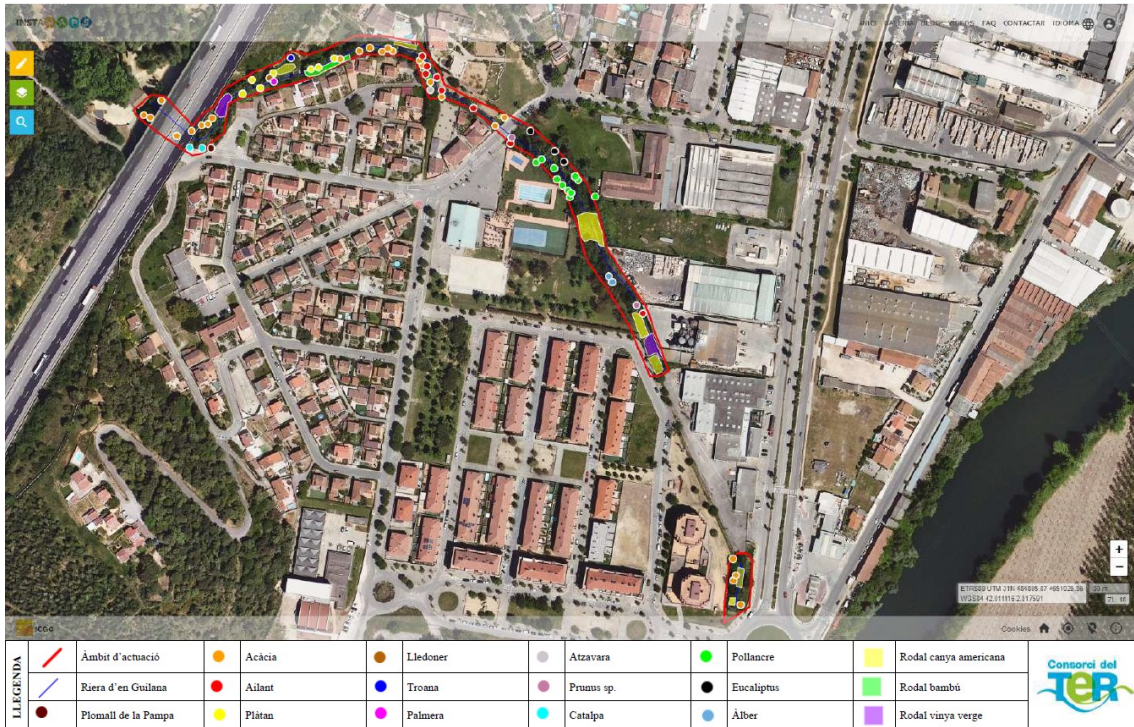 INSTAMAPS
INICI GALERIA BLOGS VIDEOS FAQ CONTACTAR IDIOMA
+
−
30 m
ICGC
Cookies
LLEGENDA
Àmbit d'actuació
Acàcia
Lledoner
Atzavara
Pollancre
Rodal canya americana
Riera d'en Guilana
Ailant
Troana
Prunus sp.
Eucaliptus
Rodal bambú
Plomall de la Pampa
Plàtan
Palmera
Catalpa
Àlber
Rodal vinya verge
Consorci del
TER